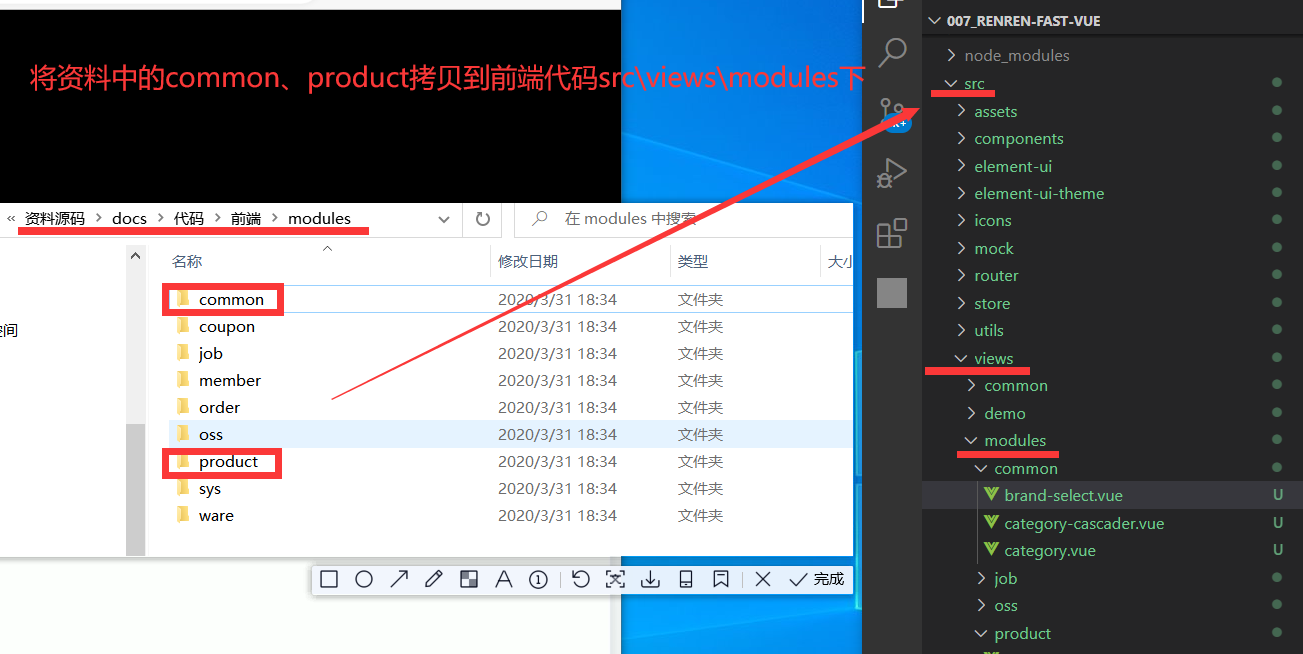 将资料中的common、product拷贝到前端代码src\views\modules下
« 资料源码 > docs > 代码 > 前端 > modules
在 modules 中搜索
名称 修改日期 类型 大小
common 2020/3/31 18:34 文件夹
coupon 2020/3/31 18:34 文件夹
job 2020/3/31 18:34 文件夹
member 2020/3/31 18:34 文件夹
order 2020/3/31 18:34 文件夹
oss 2020/3/31 18:34 文件夹
product 2020/3/31 18:34 文件夹
sys 2020/3/31 18:34 文件夹
ware 2020/3/31 18:34 文件夹
完成
007_RENREN-FAST-VUE
node_modules
src
assets
components
element-ui
element-ui-theme
icons
mock
router
store
utils
views
common
demo
modules
common
brand-select.vue U
category-cascader.vue U
category.vue U
job
oss
product